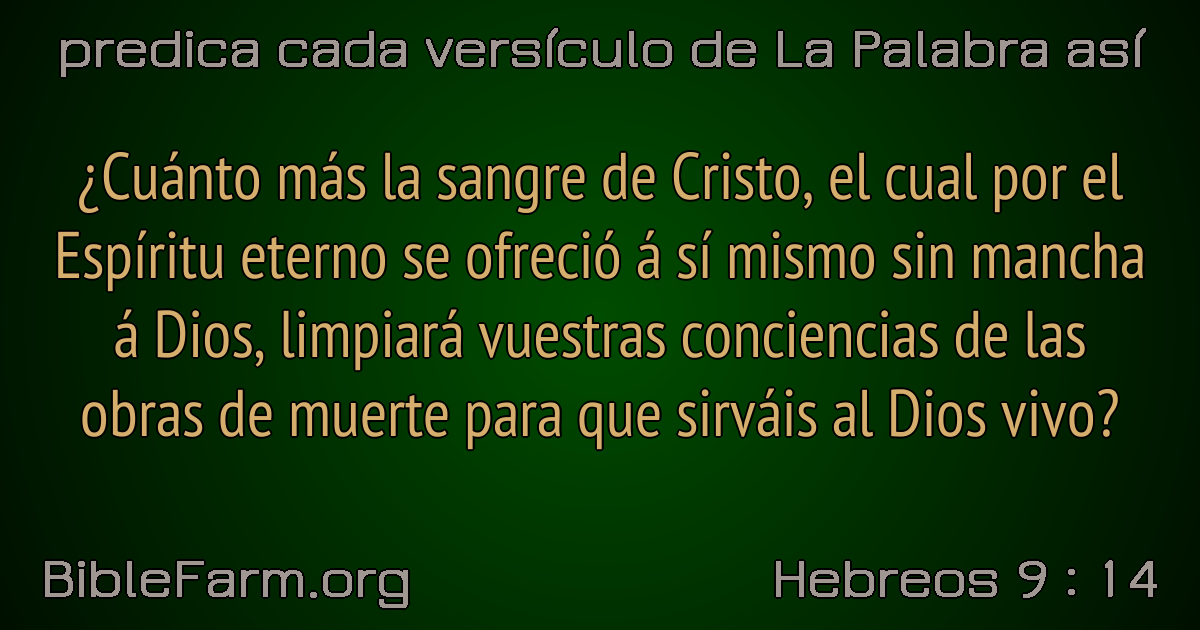 predica cada versículo de La Palabra así
¿Cuánto más la sangre de Cristo, el cual por el
Espíritu eterno se ofreció á sí mismo sin mancha
á Dios, limpiará vuestras conciencias de las
obras de muerte para que sirváis al Dios vivo?
BibleFarm.org
Hebreos 9 : 14